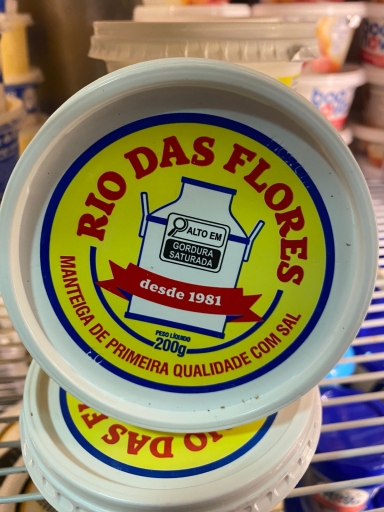 RIO DAS FLORES
ALTO EM
GORDURA
SATURADA
desde 1981
PESO LÍQUIDO
200g
MANTEIGA DE PRIMEIRA QUALIDADE COM SAL
RIO DAS F